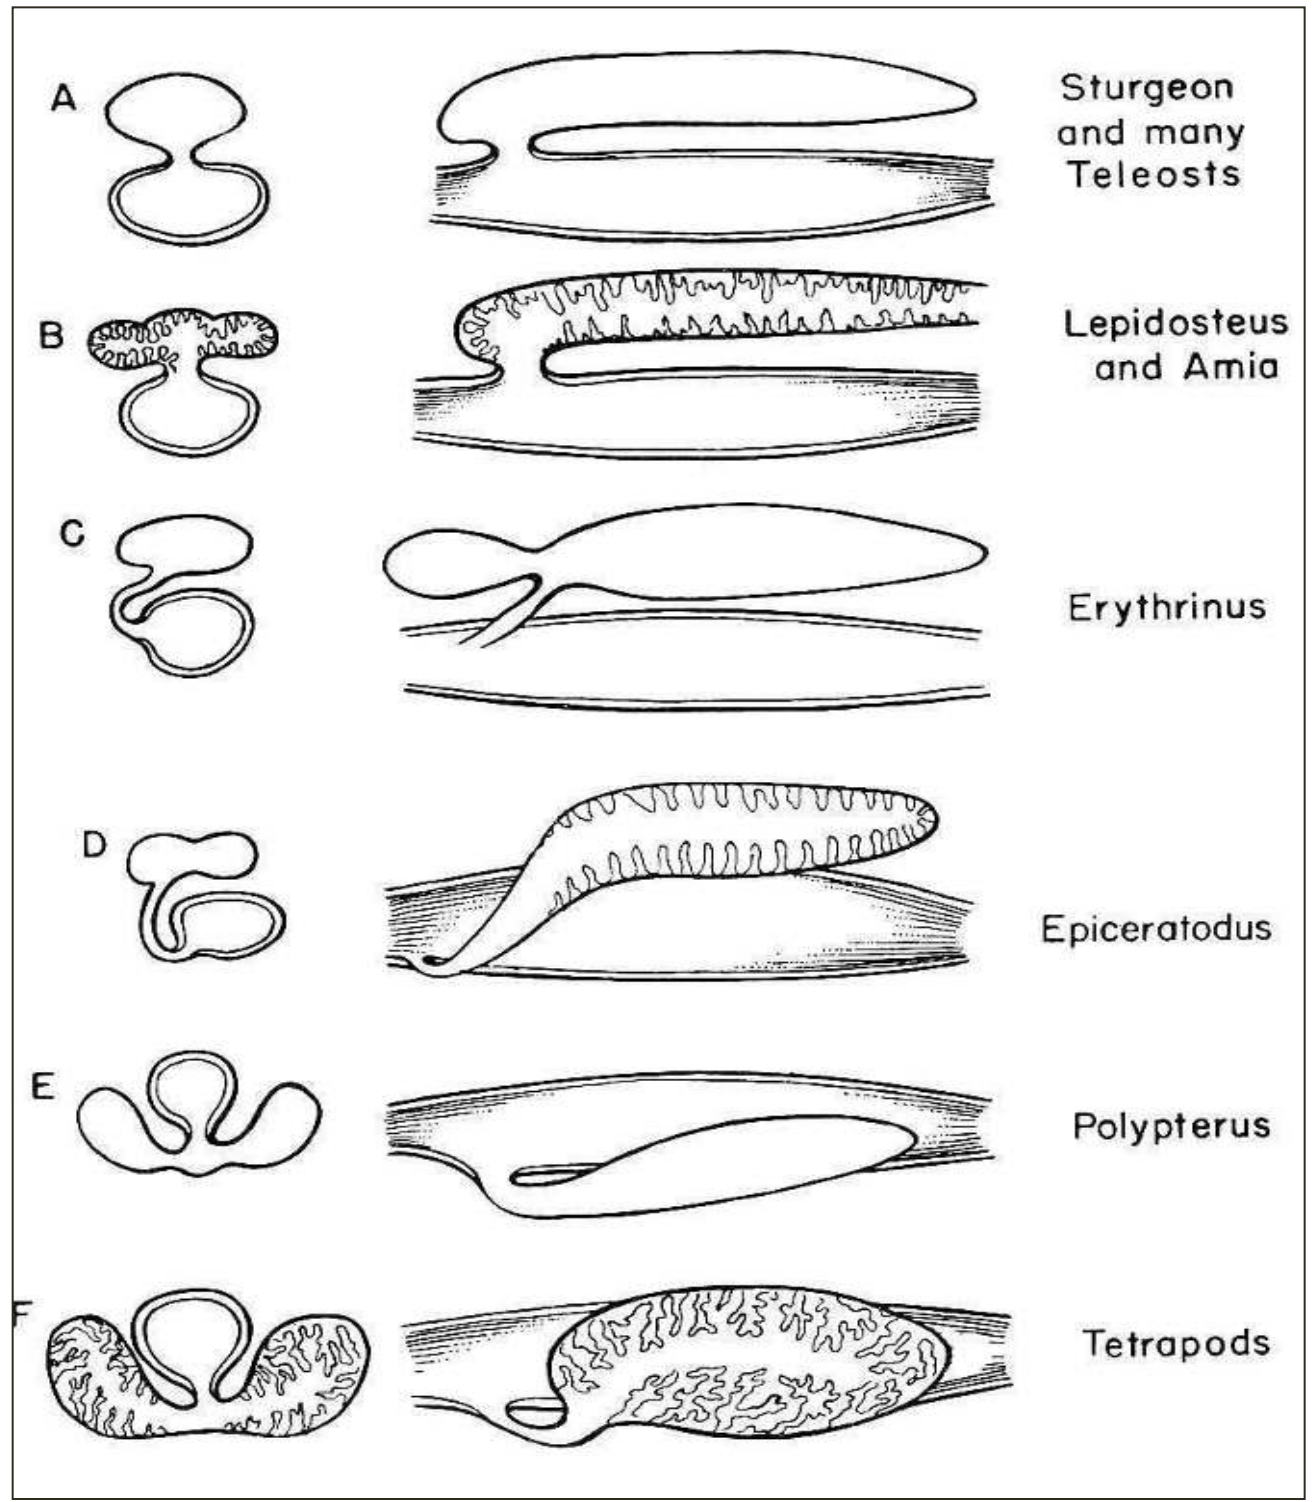 A
Sturgeon
and many
Teleosts
B
Lepidosteus
and Amia
C
Erythrinus
D
Epiceratodus
E
Polypterus
F
Tetrapods